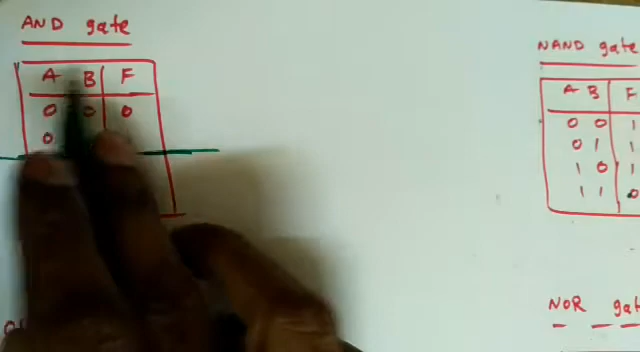 AND gate
A B F
0 0 0
0
NAND gate
A B F
0 0 1
0 1 1
1 0 1
1 1 0
NOR